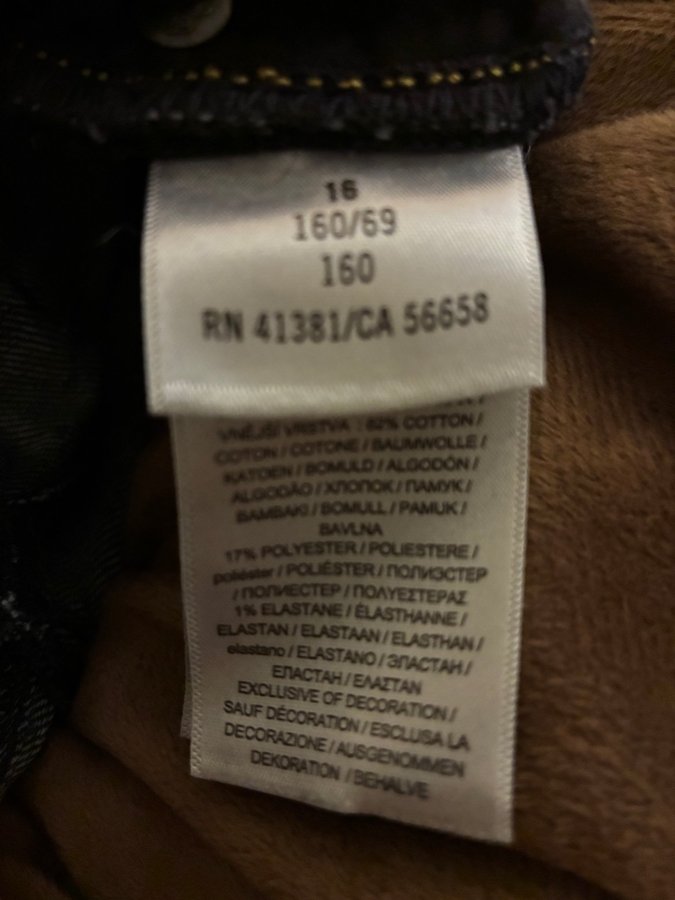 16
160/69
160
RN 41381/CA 56658
VNĚJŠÍ VRSTVA : 82% COTTON /
COTON / COTONE / BAUMWOLLE /
KATOEN / BOMULD / ALGODÓN /
ALGODÃO / ХЛОПОК / ПАМУК /
ΒΑΜΒΑΚΙ / BOMULL / PAMUK /
BAVLNA
17% POLYESTER / POLIESTERE /
poliéster / POLIÉSTER / ПОЛИЭСТЕР
/ ПОЛИЕСТЕР / ΠΟΛΥΕΣΤΕΡΑΣ
1% ELASTANE / ÉLASTHANNE /
ELASTAN / ELASTAAN / ELASTHAN /
elastano / ELASTANO / ЭЛАСТАН /
ЕЛАСТАН / ΕΛΑΣΤΑΝ
EXCLUSIVE OF DECORATION /
SAUF DÉCORATION / ESCLUSA LA
DECORAZIONE / AUSGENOMMEN
DEKORATION / BEHALVE